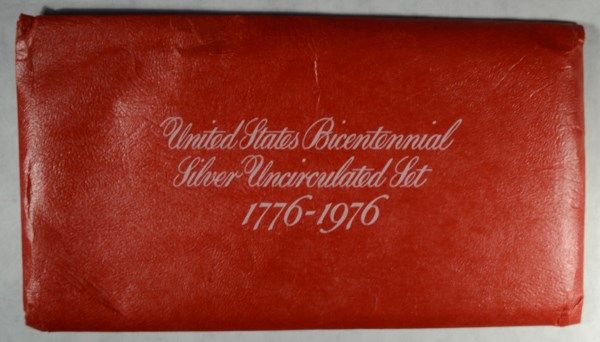 United States Bicentennial
Silver Uncirculated Set
1776-1976